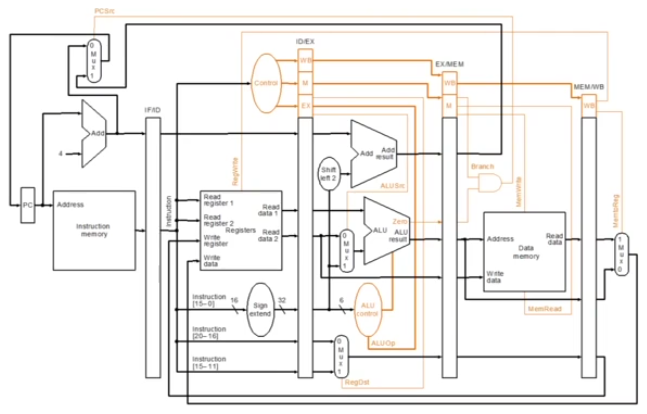 PCSrc
0
M
u
x
1
ID/EX
WB
M
EX
Control
EX/MEM
WB
M
MEM/WB
WB
IF/ID
Add
4
PC
Address
Instruction
memory
Instruction
RegWrite
Read
register 1
Read
register 2
Write
register
Write
data
Registers
Read
data 1
Read
data 2
Shift
left 2
Add
Add
result
ALUSrc
0
M
u
x
1
Zero
ALU
ALU
result
Branch
MemWrite
Address
Write
data
Data
memory
Read
data
MemRead
MemtoReg
1
M
u
x
0
Instruction
[15–0]
16
Sign
extend
32
6
ALU
control
ALUOp
Instruction
[20–16]
Instruction
[15–11]
0
M
u
x
1
RegDst